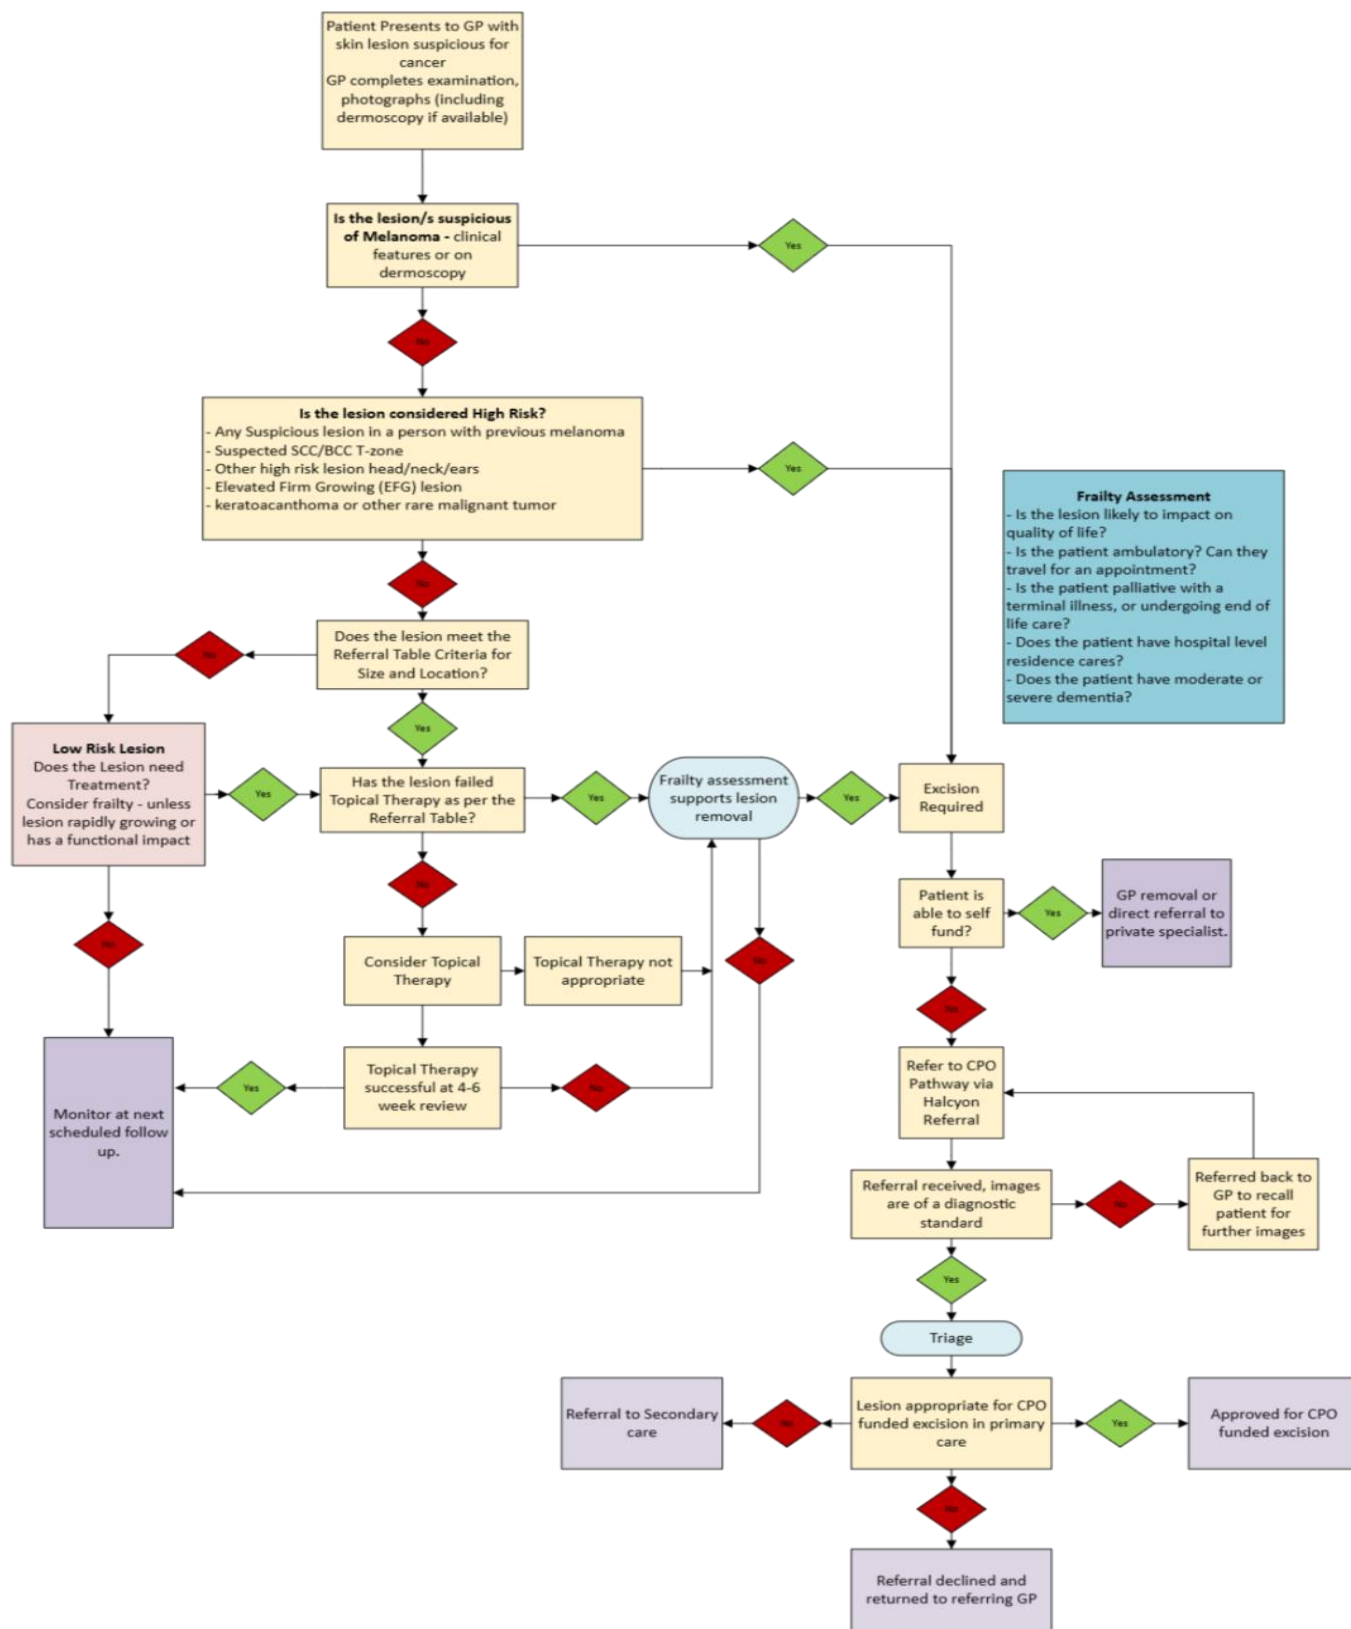 Patient Presents to GP with
skin lesion suspicious for
cancer
GP completes examination,
photographs (including
dermoscopy if available)
Is the lesion/s suspicious
of Melanoma - clinical
features or on
dermoscopy
Yes
No
Is the lesion considered High Risk?
- Any Suspicious lesion in a person with previous melanoma
- Suspected SCC/BCC T-zone
- Other high risk lesion head/neck/ears
- Elevated Firm Growing (EFG) lesion
- keratoacanthoma or other rare malignant tumor
Yes
Frailty Assessment
- Is the lesion likely to impact on
quality of life?
- Is the patient ambulatory? Can they
travel for an appointment?
- Is the patient palliative with a
terminal illness, or undergoing end of
life care?
- Does the patient have hospital level
residence cares?
- Does the patient have moderate or
severe dementia?
No
Does the lesion meet the
Referral Table Criteria for
Size and Location?
No
Yes
Low Risk Lesion
Does the Lesion need
Treatment?
Consider frailty - unless
lesion rapidly growing or
has a functional impact
Yes
Has the lesion failed
Topical Therapy as per the
Referral Table?
Yes
Frailty assessment
supports lesion
removal
Yes
Excision
Required
No
No
Consider Topical
Therapy
Topical Therapy not
appropriate
No
Patient is
able to self
fund?
Yes
GP removal or
direct referral to
private specialist.
No
Topical Therapy
successful at 4-6
week review
Yes
No
Monitor at next
scheduled follow
up.
Refer to CPO
Pathway via
Halcyon
Referral
Referral received, images
are of a diagnostic
standard
No
Referred back to
GP to recall
patient for
further images
Yes
Triage
Referral to Secondary
care
No
Lesion appropriate for CPO
funded excision in primary
care
Yes
Approved for CPO
funded excision
No
Referral declined and
returned to referring GP